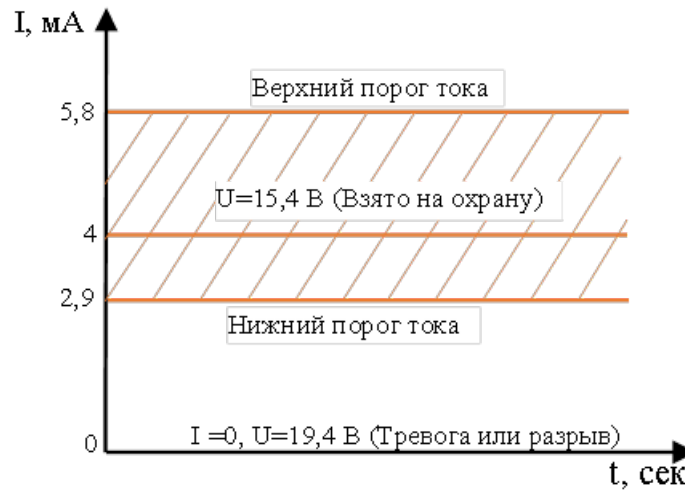 I, мА
Верхний порог тока
5,8
U=15,4 В (Взято на охрану)
4
2,9
Нижний порог тока
0
I =0, U=19,4 В (Тревога или разрыв)
t, сек